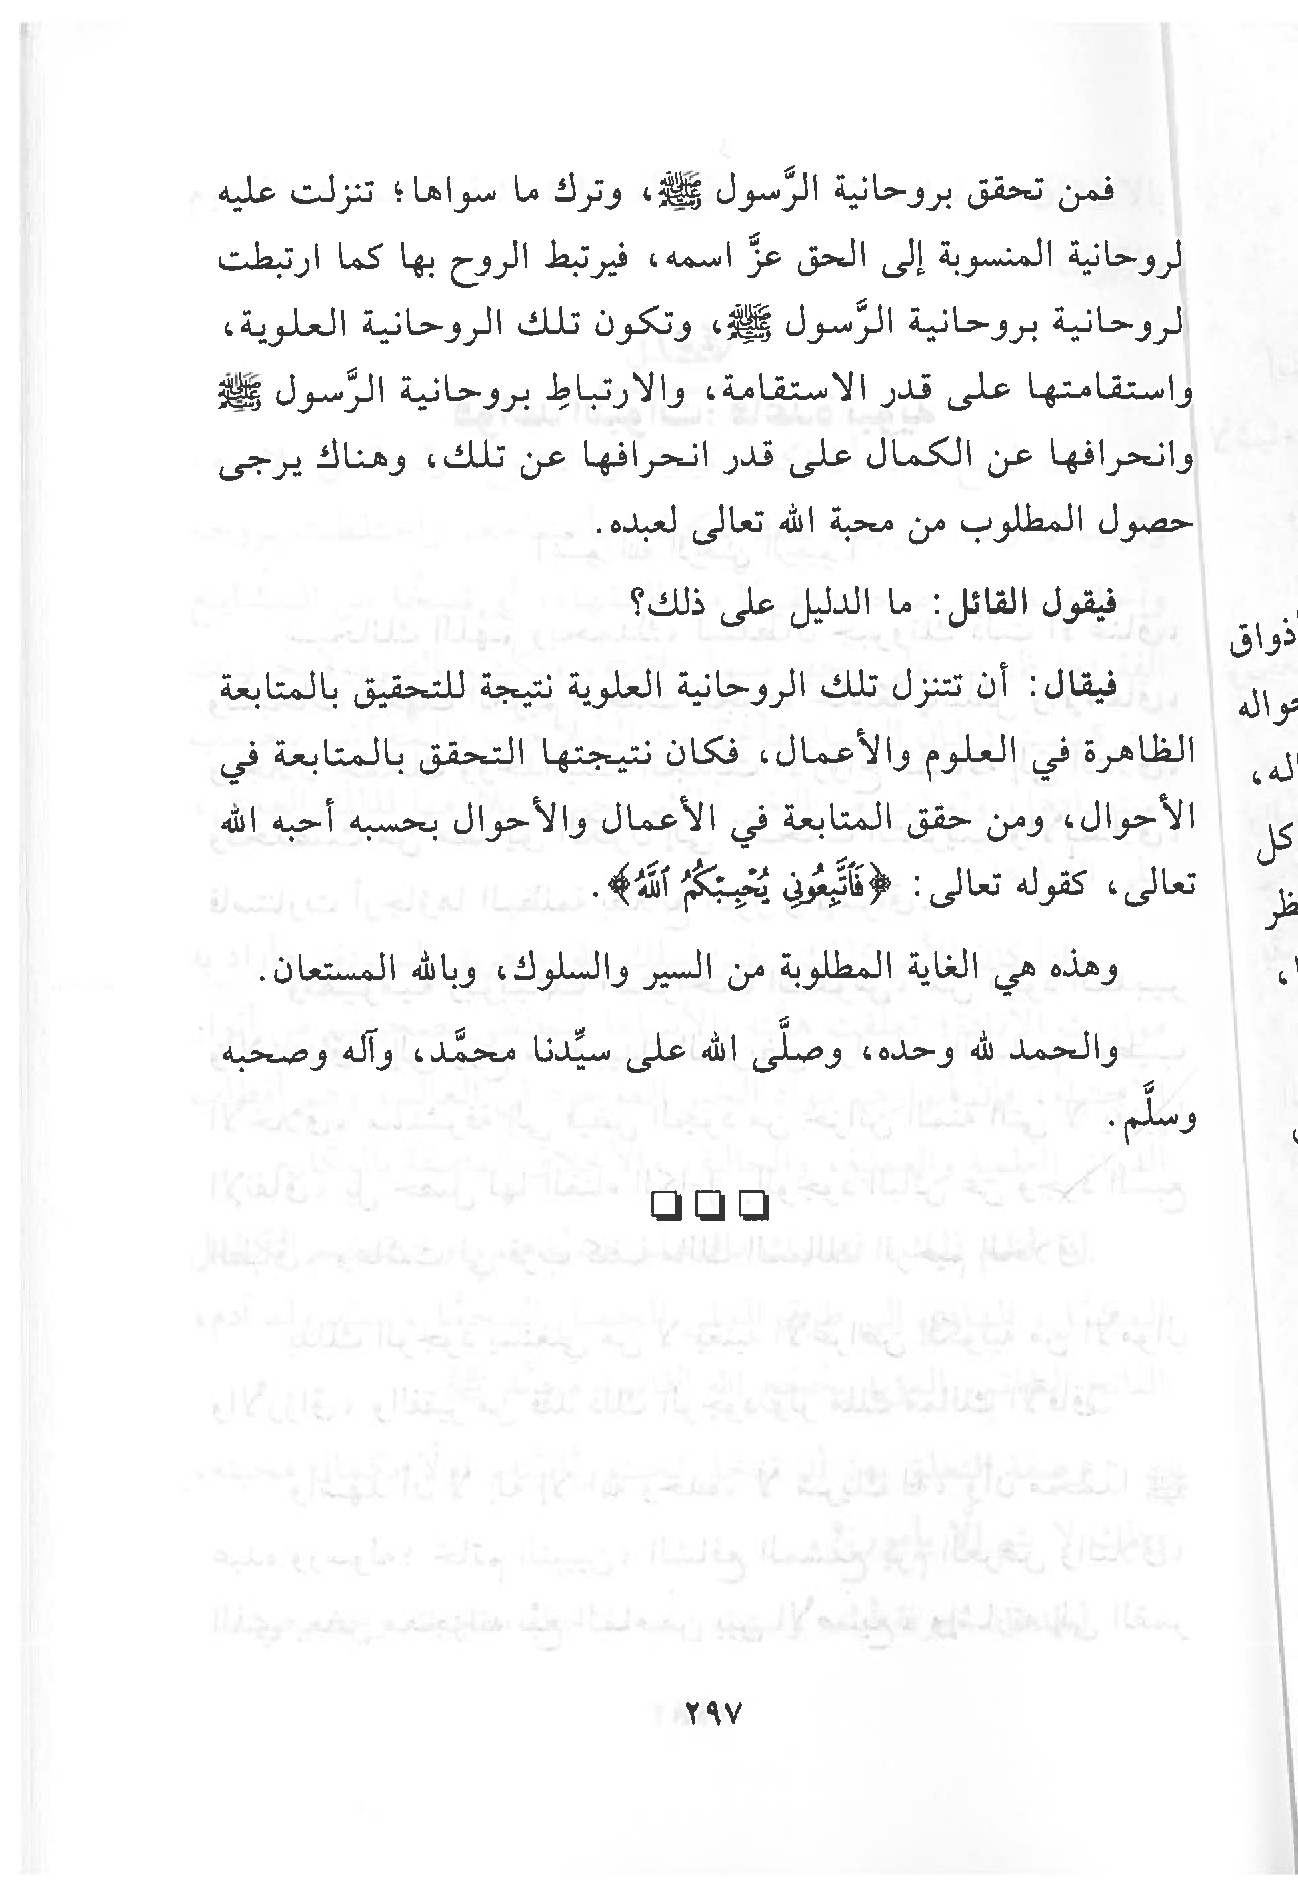 فمن تحقق بروحانية الرَّسول ﷺ، وترك ما سواها؛ تنزلت عليه
لروحانية المنسوبة إلى الحق عزَّ اسمه، فيرتبط الروح بها كما ارتبطت
لروحانية بروحانية الرَّسول ﷺ، وتكون تلك الروحانية العلوية،
واستقامتها على قدر الاستقامة، والارتباطِ بروحانية الرَّسول ﷺ
وانحرافها عن الكمال على قدر انحرافها عن تلك، وهناك يرجى
حصول المطلوب من محبة الله تعالى لعبده.
فيقول القائل: ما الدليل على ذلك؟
فيقال: أن تتنزل تلك الروحانية العلوية نتيجة للتحقيق بالمتابعة
الظاهرة في العلوم والأعمال، فكان نتيجتها التحقق بالمتابعة في
الأحوال، ومن حقق المتابعة في الأعمال والأحوال بحسبه أحبه الله
تعالى، كقوله تعالى: ﴿فَٱتَّبِعُونِي يُحْبِبْكُمُ ٱللَّهُ﴾.
وهذه هي الغاية المطلوبة من السير والسلوك، وبالله المستعان.
والحمد لله وحده، وصلَّى الله على سيِّدنا محمَّد، وآله وصحبه
وسلَّم.
٢٩٧
أذواق
حواله
اله،
كل
ظر